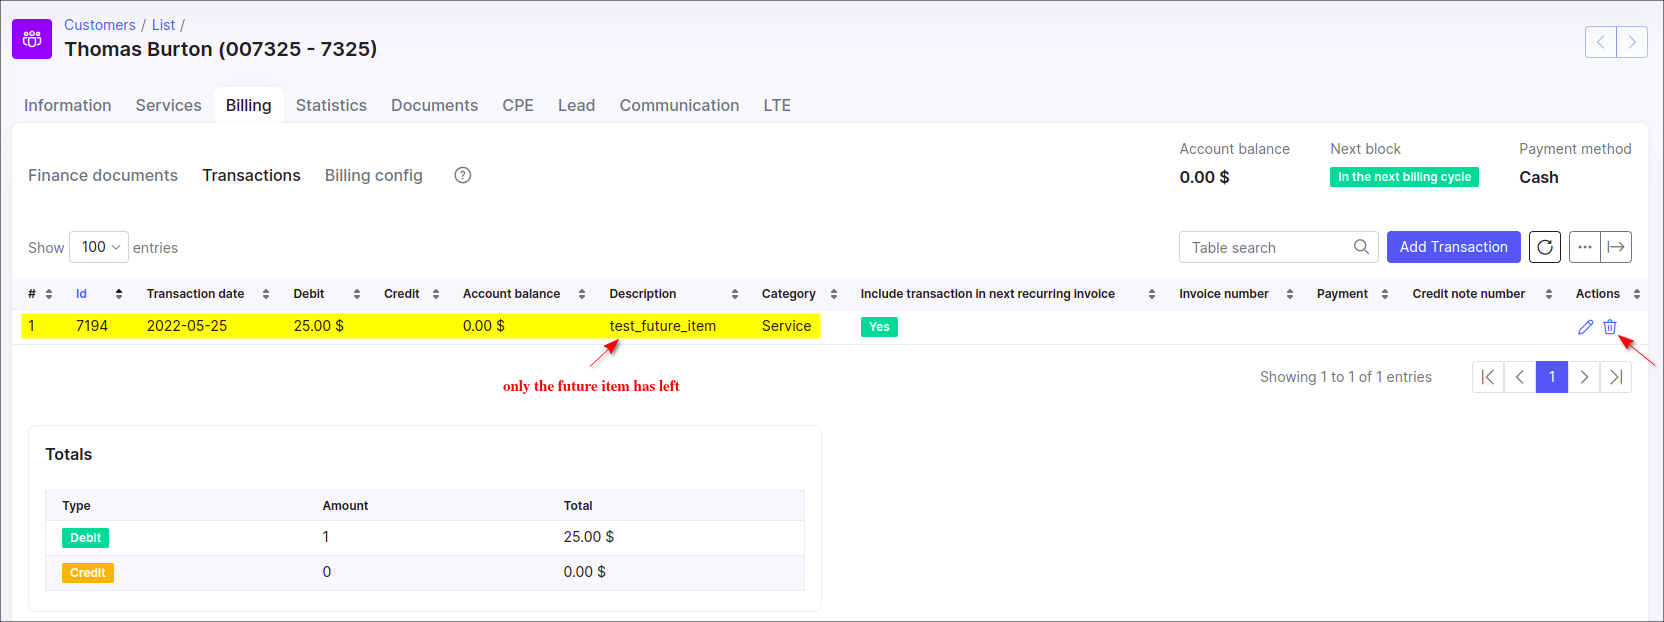 Customers / List /
Thomas Burton (007325 - 7325)
Information Services Billing Statistics Documents CPE Lead Communication LTE
Account balance Next block Payment method
Finance documents Transactions Billing config ?
0.00 $ In the next billing cycle Cash
Show 100 entries Table search Add Transaction
# Id Transaction date Debit Credit Account balance Description Category Include transaction in next recurring invoice Invoice number Payment Credit note number Actions
1 7194 2022-05-25 25.00 $ 0.00 $ test_future_item Service Yes
only the future item has left
Showing 1 to 1 of 1 entries 1
Totals
Type Amount Total
Debit 1 25.00 $
Credit 0 0.00 $